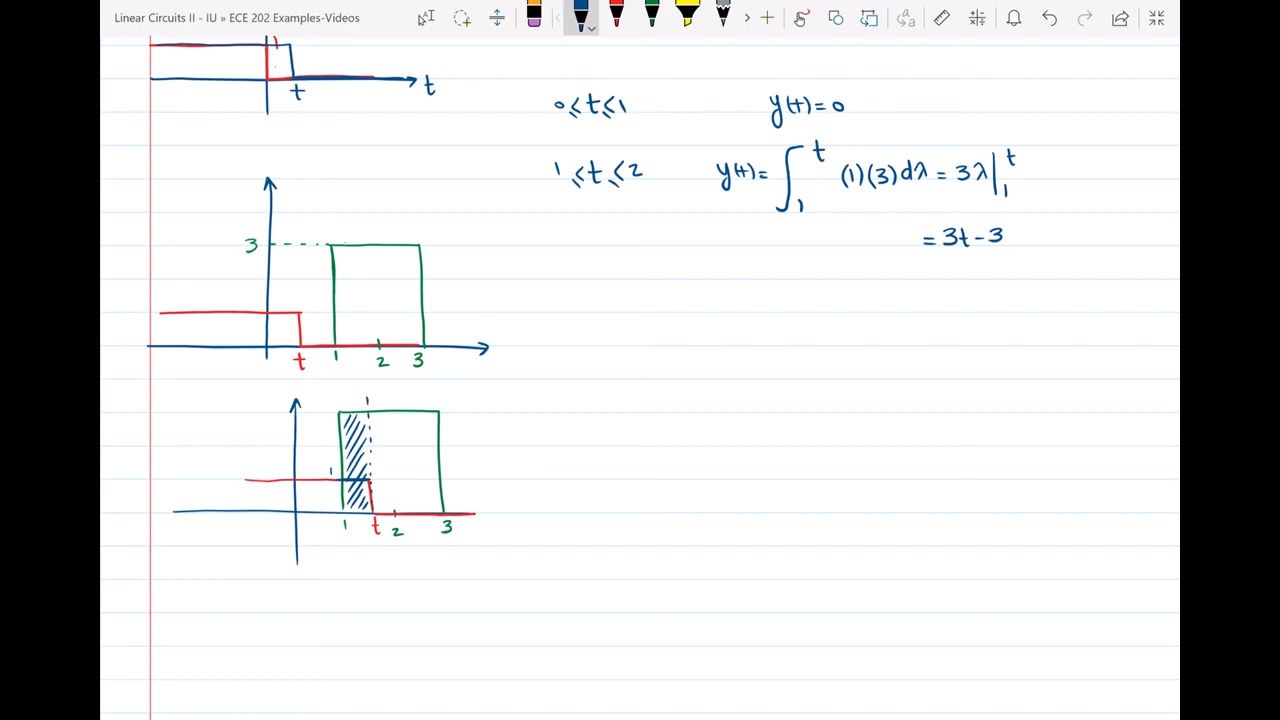 Linear Circuits II - IU » ECE 202 Examples-Videos
t
t
0 ≤ t ≤ 1 y(t) = 0
1 ≤ t ≤ 2 y(t) = ∫₁ᵗ (1)(3) dλ = 3λ |₁ᵗ
= 3t - 3
3
t 1 2 3
1
1
1 t 2 3